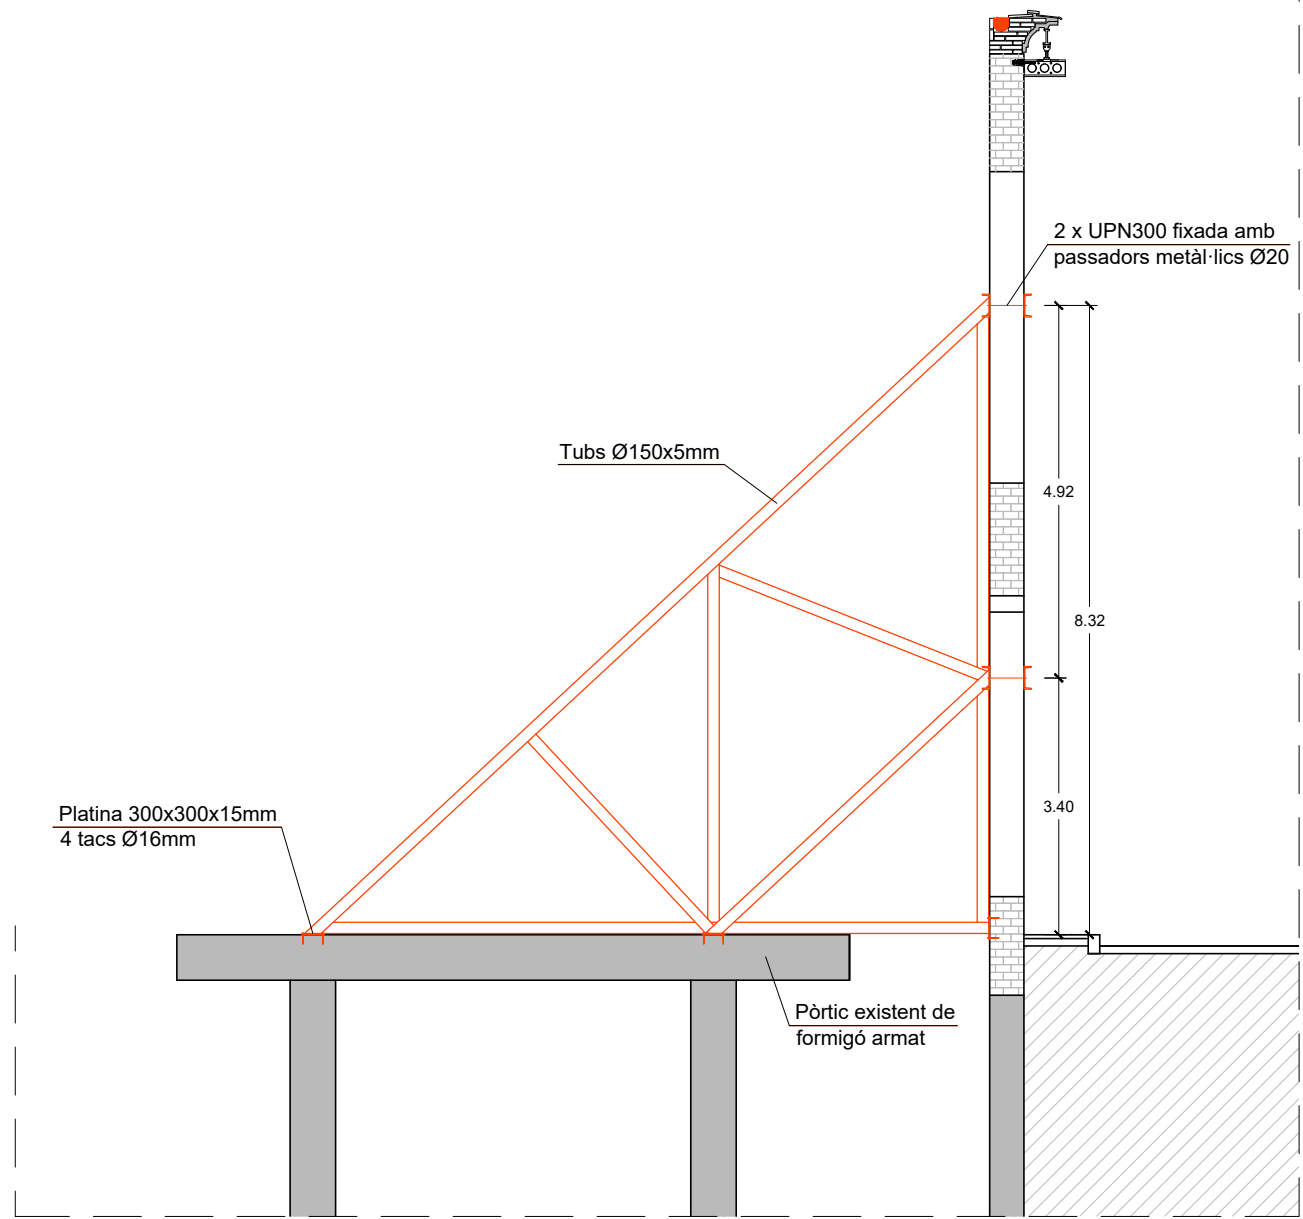 2 x UPN300 fixada amb
passadors metàl·lics Ø20
Tubs Ø150x5mm
4.92
8.32
3.40
Platina 300x300x15mm
4 tacs Ø16mm
Pòrtic existent de
formigó armat